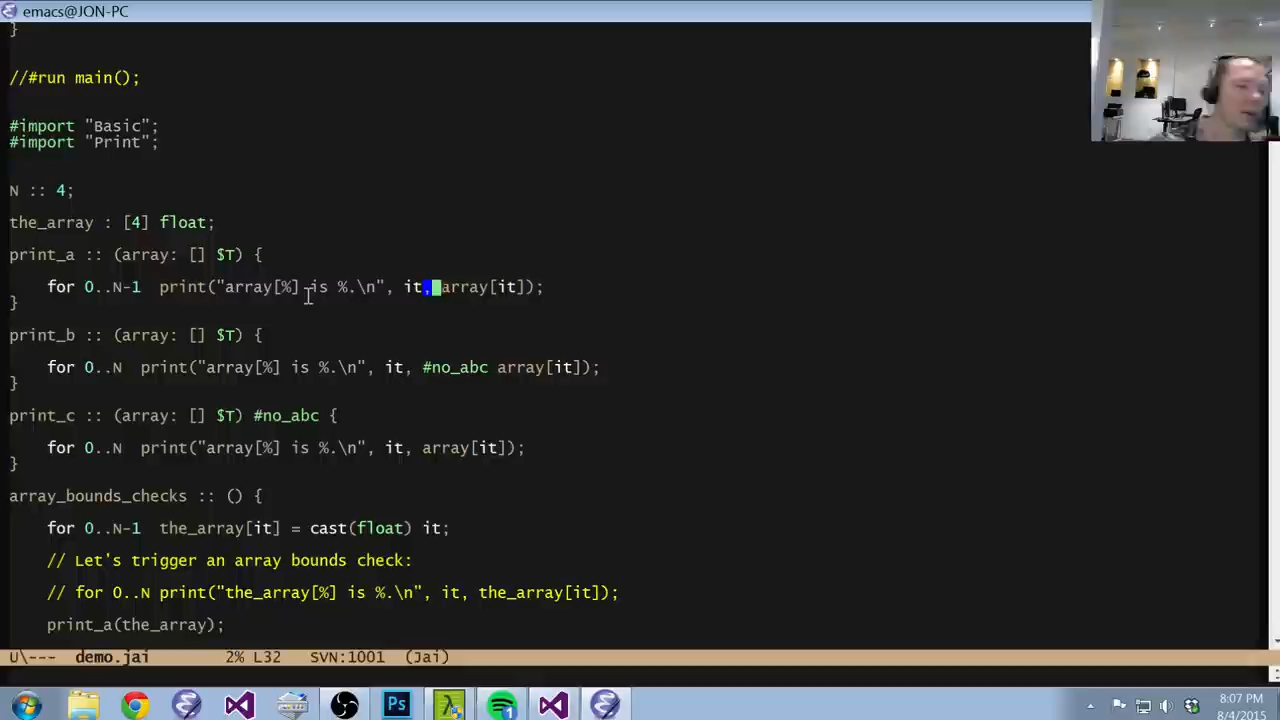 emacs@JON-PC
}
//#run main();
#import "Basic";
#import "Print";
N :: 4;
the_array : [4] float;
print_a :: (array: [] $T) {
for 0..N-1  print("array[%] is %.\n", it, array[it]);
}
print_b :: (array: [] $T) {
for 0..N  print("array[%] is %.\n", it, #no_abc array[it]);
}
print_c :: (array: [] $T) #no_abc {
for 0..N  print("array[%] is %.\n", it, array[it]);
}
array_bounds_checks :: () {
for 0..N-1  the_array[it] = cast(float) it;
// Let's trigger an array bounds check:
// for 0..N print("the_array[%] is %.\n", it, the_array[it]);
print_a(the_array);
U\--- demo.jai 2% L32 SVN:1001 (Jai)
Ps
1
8:07 PM
8/4/2015